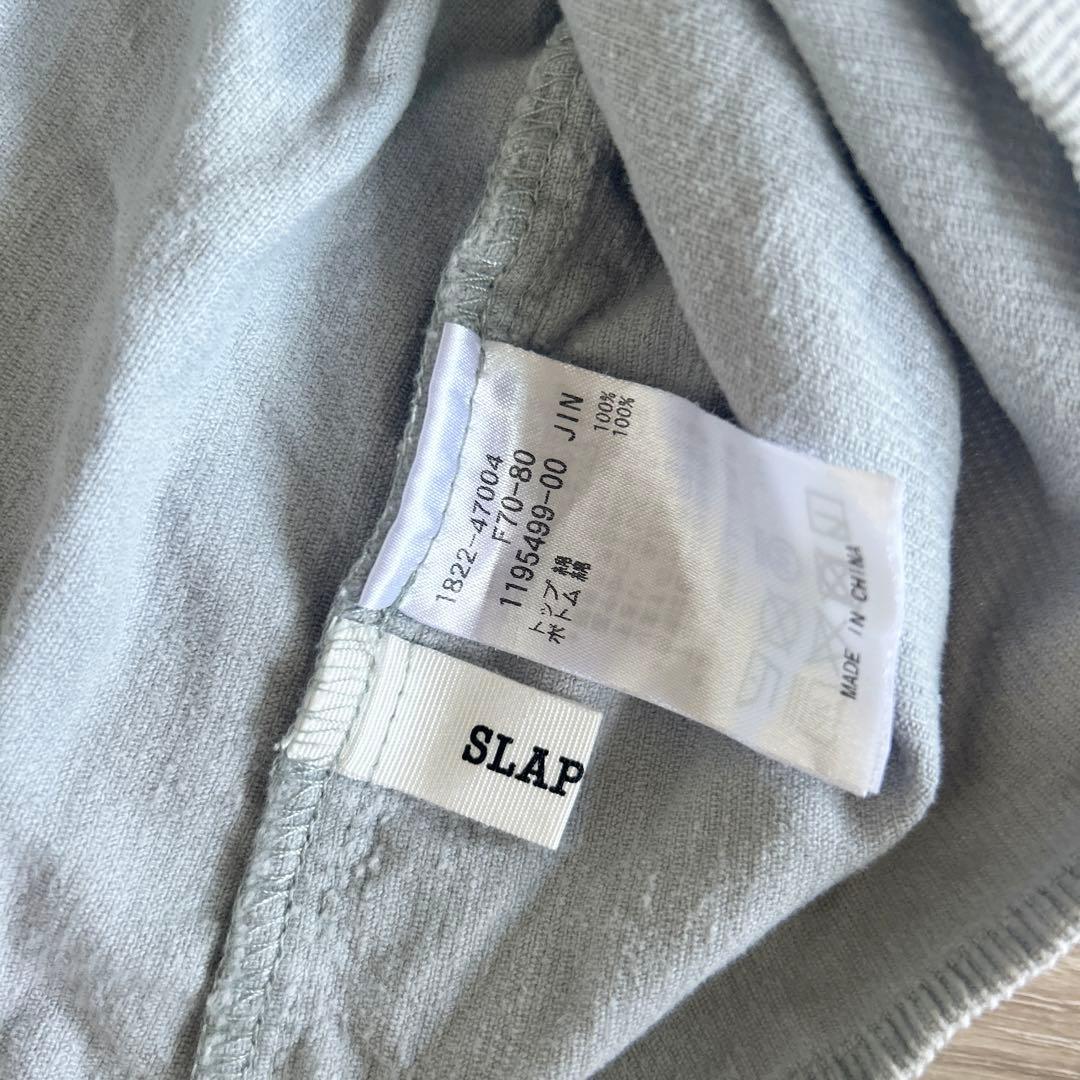 1822-47004
F70-80
1195499-00 JIN
トップ 綿 100%
ボトム 綿 100%
MADE IN CHINA
SLAP